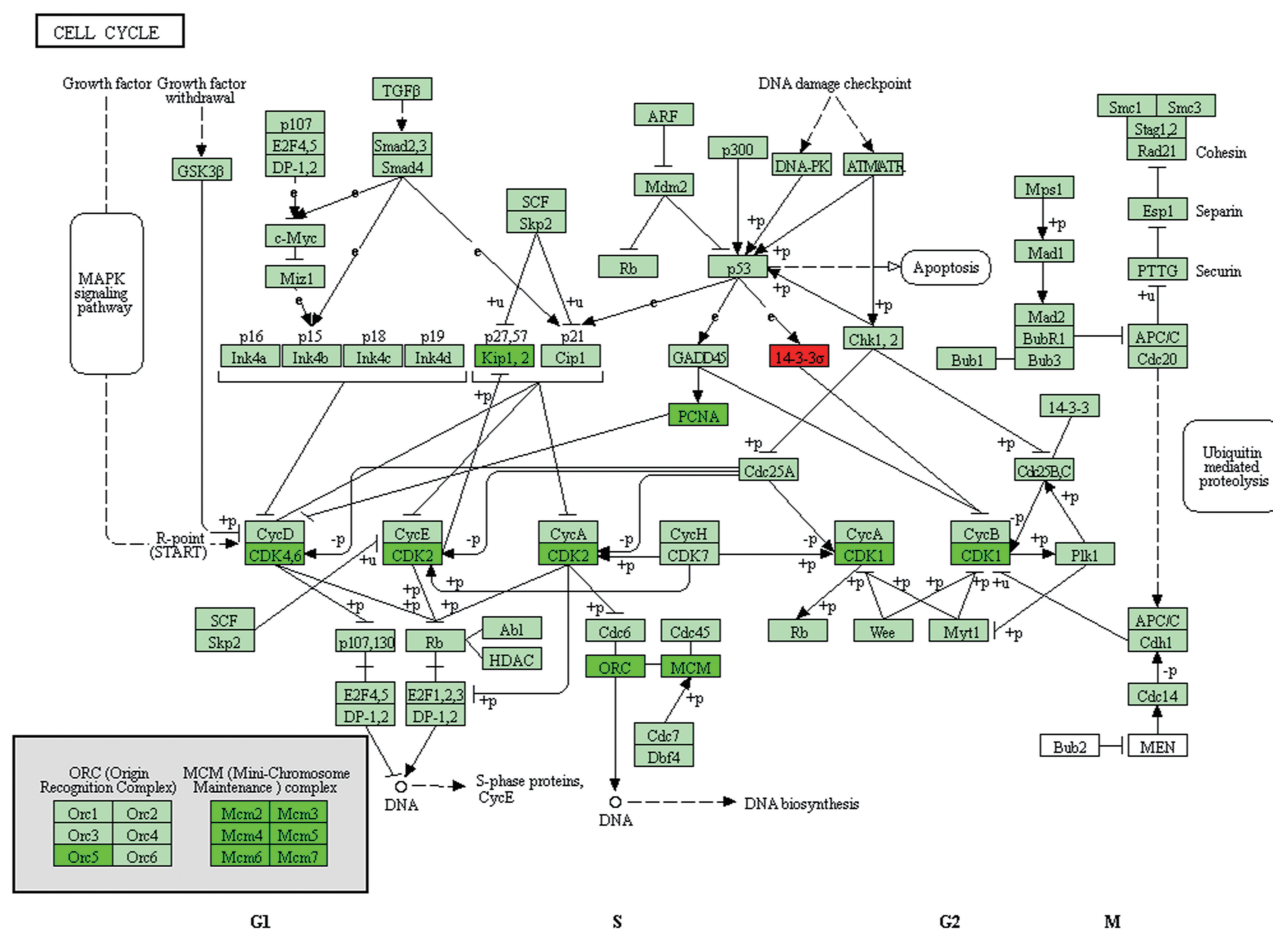 CELL CYCLE
Growth factor
Growth factor
withdrawal
TGFβ
DNA damage checkpoint
Smc1 Smc3
Stag1,2
Rad21
Cohesin
p107
E2F4,5
DP-1,2
Smad2,3
Smad4
ARF
p300
DNA-PK
ATM/ATR
GSK3β
e
e
SCF
Skp2
Mdm2
+p
Mps1
+p
Esp1
Separin
c-Myc
Mad1
Miz1
e
e
e
Rb
p53
+p
+p
+p
Apoptosis
PTTG
Securin
MAPK
signaling
pathway
e
+u
+u
e
e
e
+p
+u
Mad2
BubR1
Bub3
Bub1
APC/C
Cdc20
p16
Ink4a
p15
Ink4b
p18
Ink4c
p19
Ink4d
p27,57
Kip1, 2
p21
Cip1
GADD45
14-3-3σ
Chk1, 2
+p
PCNA
14-3-3
+p
Cdc25A
+p
Cdc25B,C
+p
Ubiquitin
mediated
proteolysis
R-point
(START)
+p
CycD
CDK4,6
-p
CycE
CDK2
-p
CycA
CDK2
-p
+p
CycH
CDK7
-p
+p
CycA
CDK1
CycB
CDK1
-p
+p
Plk1
+u
+p
+p
+p
+p
+p
+p
+p
+p
+p
+u
SCF
Skp2
p107,130
Rb
Abl
HDAC
Cdc6
Cdc45
Rb
Wee
Myt1
+p
APC/C
Cdh1
ORC
MCM
-p
E2F4,5
DP-1,2
E2F1,2,3
DP-1,2
+p
+p
Cdc14
Cdc7
Dbf4
Bub2
MEN
DNA
S-phase proteins,
CycE
DNA
DNA biosynthesis
ORC (Origin
Recognition Complex)
Orc1 Orc2
Orc3 Orc4
Orc5 Orc6
MCM (Mini-Chromosome
Maintenance ) complex
Mcm2 Mcm3
Mcm4 Mcm5
Mcm6 Mcm7
G1 S G2 M